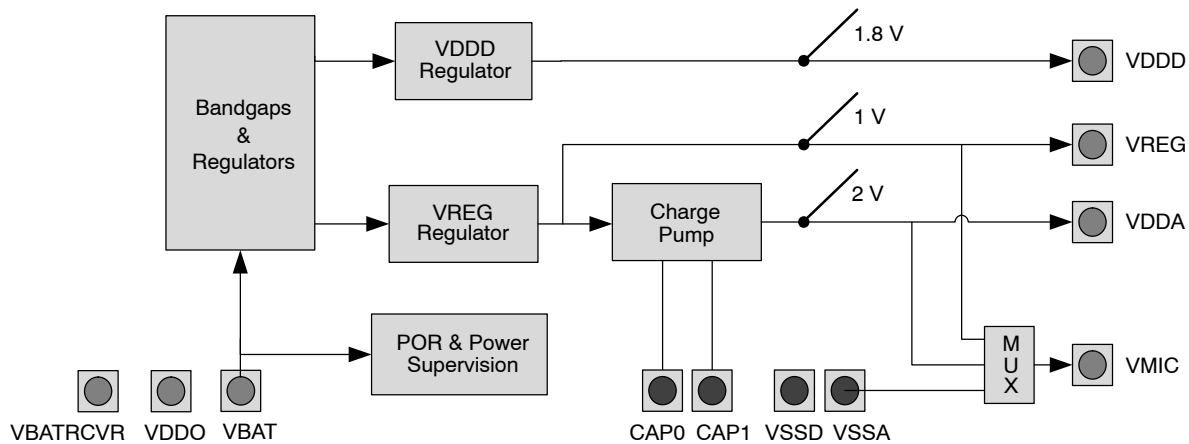 VDDD
Regulator
1.8 V
VDDD
Bandgaps
&
Regulators
1 V
VREG
VREG
Regulator
Charge
Pump
2 V
VDDA
POR & Power
Supervision
M
U
X
VMIC
VBATRCVR
VDDO
VBAT
CAP0
CAP1
VSSD
VSSA